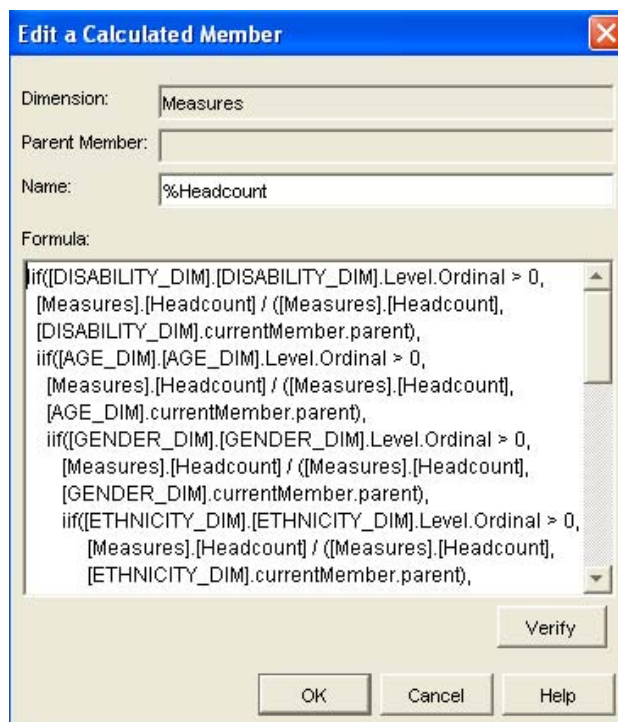 Edit a Calculated Member
Dimension: Measures
Parent Member:
Name: %Headcount
Formula:
iif([DISABILITY_DIM].[DISABILITY_DIM].Level.Ordinal > 0,
[Measures].[Headcount] / ([Measures].[Headcount],
[DISABILITY_DIM].currentMember.parent),
iif([AGE_DIM].[AGE_DIM].Level.Ordinal > 0,
[Measures].[Headcount] / ([Measures].[Headcount],
[AGE_DIM].currentMember.parent),
iif([GENDER_DIM].[GENDER_DIM].Level.Ordinal > 0,
[Measures].[Headcount] / ([Measures].[Headcount],
[GENDER_DIM].currentMember.parent),
iif([ETHNICITY_DIM].[ETHNICITY_DIM].Level.Ordinal > 0,
[Measures].[Headcount] / ([Measures].[Headcount],
[ETHNICITY_DIM].currentMember.parent),
Verify
OK Cancel Help